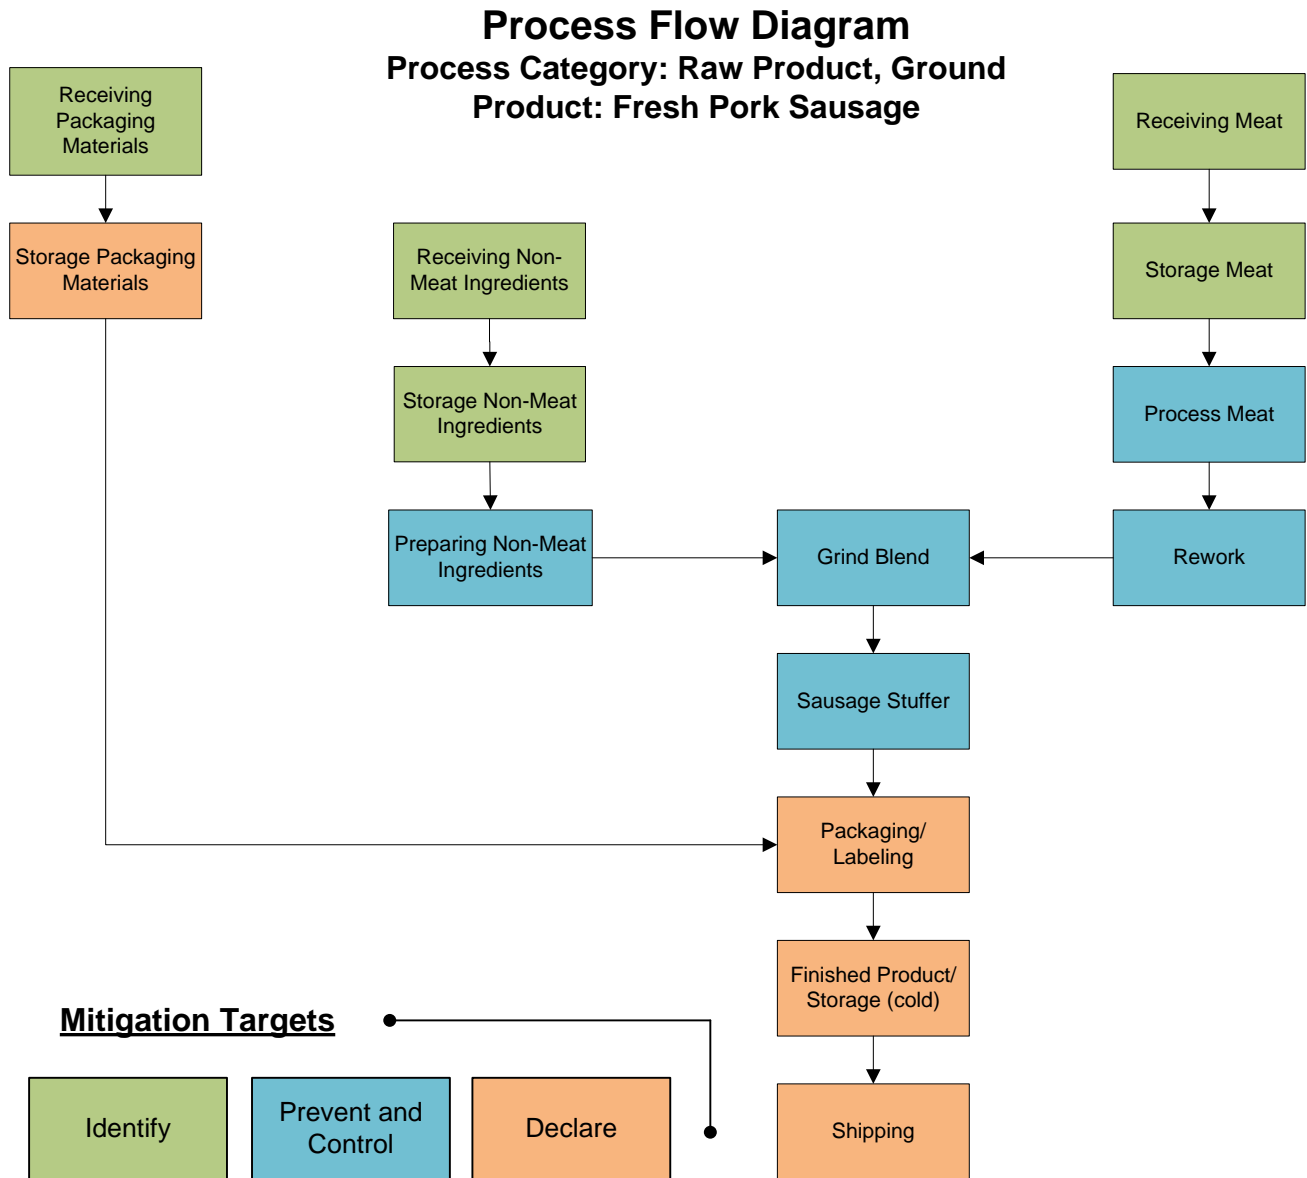 Process Flow Diagram
Process Category: Raw Product, Ground
Product: Fresh Pork Sausage
Receiving
Packaging
Materials
Receiving Meat
Storage Packaging
Materials
Receiving Non-
Meat Ingredients
Storage Meat
Storage Non-Meat
Ingredients
Process Meat
Preparing Non-Meat
Ingredients
Grind Blend
Rework
Sausage Stuffer
Packaging/
Labeling
Finished Product/
Storage (cold)
Mitigation Targets
Identify
Prevent and
Control
Declare
Shipping